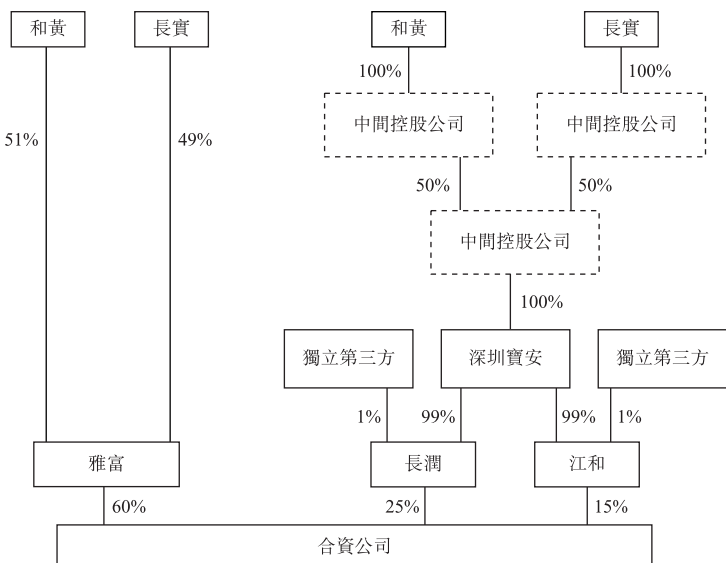 和黃
長實
和黃
長實
100%
100%
中間控股公司
中間控股公司
51%
49%
50%
50%
中間控股公司
100%
獨立第三方
深圳寶安
獨立第三方
1%
99%
99%
1%
雅富
長潤
江和
60%
25%
15%
合資公司